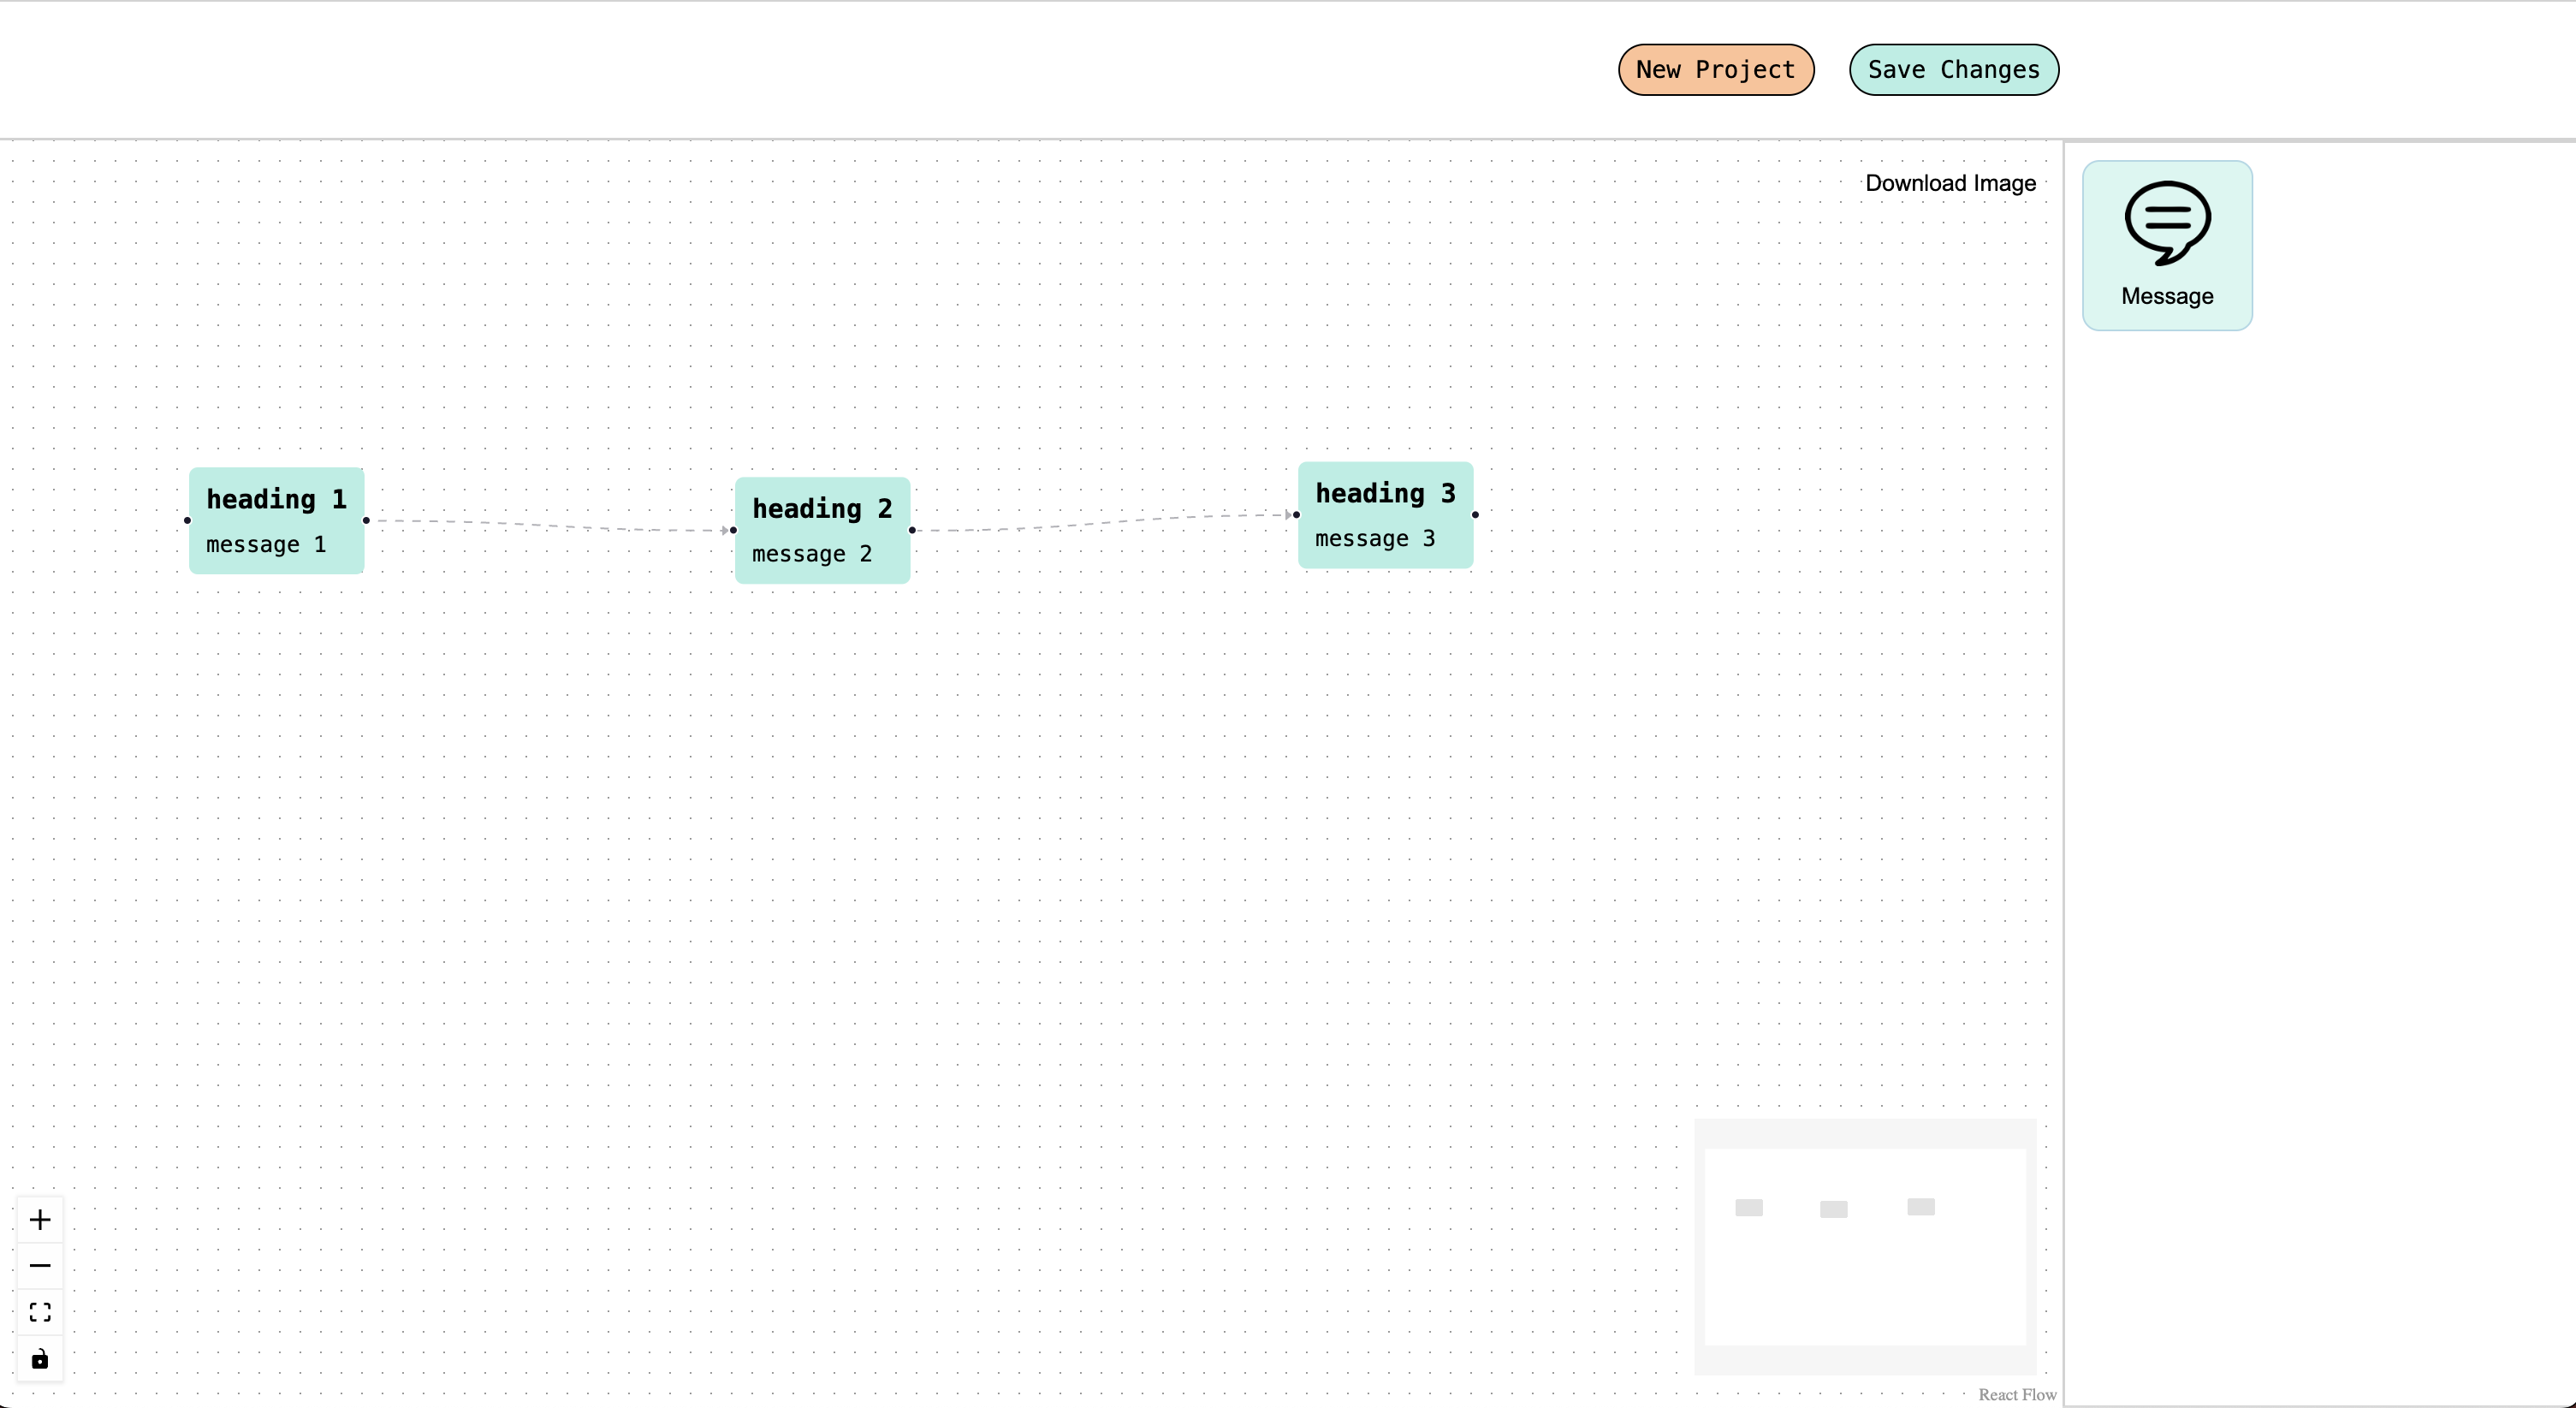 New Project
Save Changes
Download Image
Message
heading 1
message 1
heading 2
message 2
heading 3
message 3
React Flow